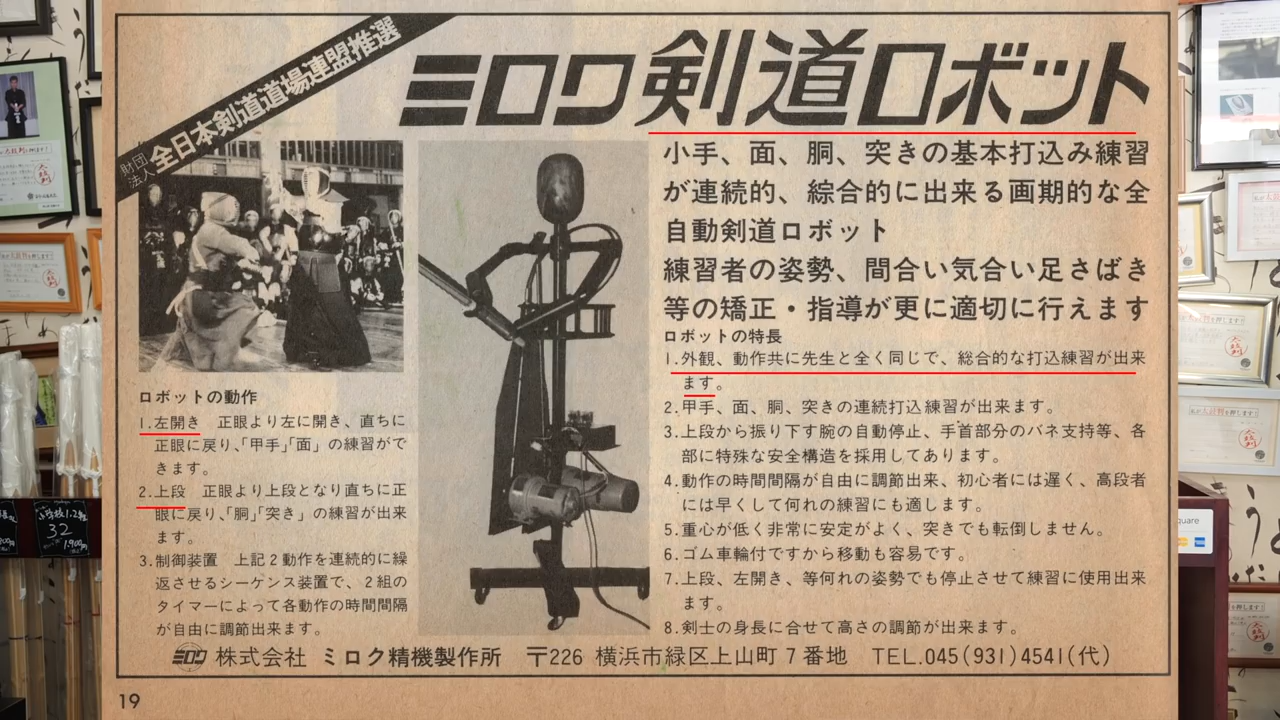 財団法人 全日本剣道道場連盟推選
ミロク剣道ロボット
小手、面、胴、突きの基本打込み練習
が連続的、綜合的に出来る画期的な全
自動剣道ロボット
練習者の姿勢、間合い気合い足さばき
等の矯正・指導が更に適切に行えます
ロボットの特長
1.外観、動作共に先生と全く同じで、総合的な打込練習が出来
ます。
2.甲手、面、胴、突きの連続打込練習が出来ます。
3.上段から振り下す腕の自動停止、手首部分のバネ支持等、各
部に特殊な安全構造を採用してあります。
4.動作の時間間隔が自由に調節出来、初心者には遅く、高段者
には早くして何れの練習にも適します。
5.重心が低く非常に安定がよく、突きでも転倒しません。
6.ゴム車輪付ですから移動も容易です。
7.上段、左開き、等何れの姿勢でも停止させて練習に使用出来
ます。
8.剣士の身長に合せて高さの調節が出来ます。
ロボットの動作
1.左開き 正眼より左に開き、直ちに
正眼に戻り、「甲手」「面」の練習がで
きます。
2.上段 正眼より上段となり直ちに正
眼に戻り、「胴」「突き」の練習が出来
ます。
3.制御装置 上記2動作を連続的に繰
返させるシーケンス装置で、2組の
タイマーによって各動作の時間間隔
が自由に調節出来ます。
ミロク 株式会社 ミロク精機製作所 〒226 横浜市緑区上山町7番地 TEL.045(931)4541(代)
19
32
1,900円